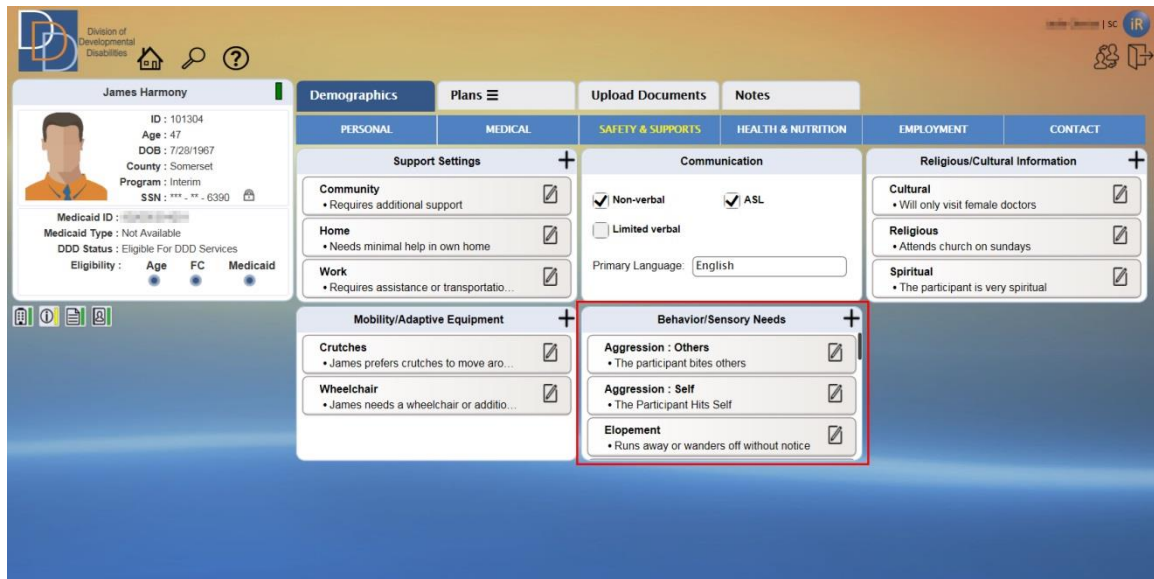 Division of
Developmental
Disabilities
| SC
iR
James Harmony
ID : 101304
Age : 47
DOB : 7/28/1967
County : Somerset
Program : Interim
SSN : *** - ** - 6390
Medicaid ID :
Medicaid Type : Not Available
DDD Status : Eligible For DDD Services
Eligibility : Age FC Medicaid
Demographics Plans ☰ Upload Documents Notes
PERSONAL MEDICAL SAFETY & SUPPORTS HEALTH & NUTRITION EMPLOYMENT CONTACT
Support Settings
Community
• Requires additional support
Home
• Needs minimal help in own home
Work
• Requires assistance or transportatio...
Communication
Non-verbal ASL
Limited verbal
Primary Language: English
Religious/Cultural Information
Cultural
• Will only visit female doctors
Religious
• Attends church on sundays
Spiritual
• The participant is very spiritual
Mobility/Adaptive Equipment
Crutches
• James prefers crutches to move aro...
Wheelchair
• James needs a wheelchair or additio...
Behavior/Sensory Needs
Aggression : Others
• The participant bites others
Aggression : Self
• The Participant Hits Self
Elopement
• Runs away or wanders off without notice